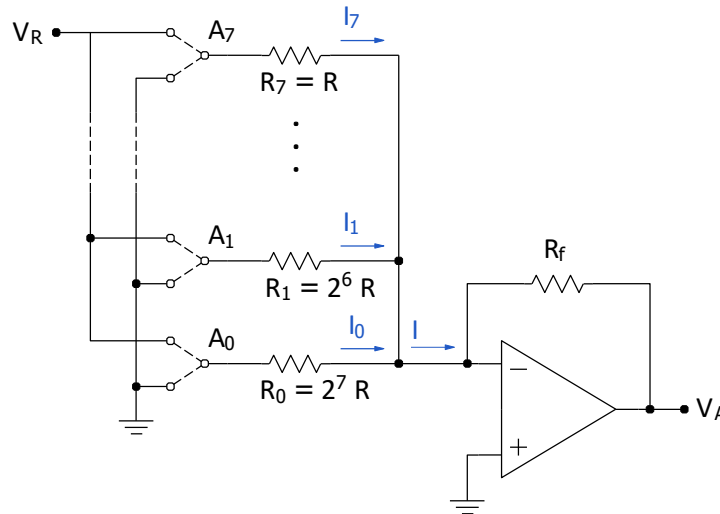 V_R
A_7
I_7
R_7 = R
A_1
I_1
R_1 = 2^6 R
A_0
I_0
I
R_0 = 2^7 R
R_f
−
+
V_A